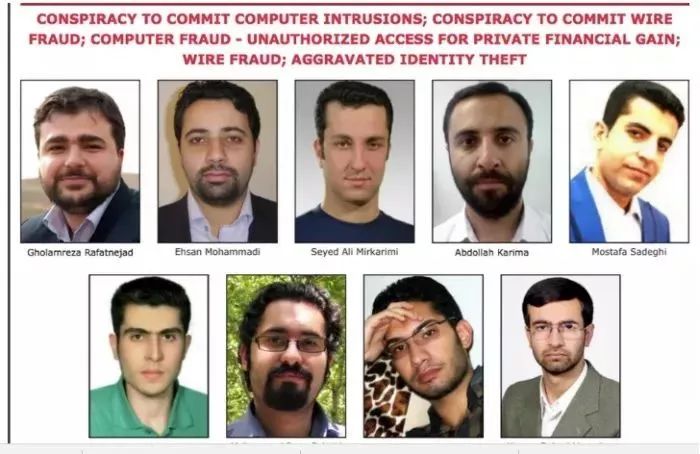 CONSPIRACY TO COMMIT COMPUTER INTRUSIONS; CONSPIRACY TO COMMIT WIRE
FRAUD; COMPUTER FRAUD - UNAUTHORIZED ACCESS FOR PRIVATE FINANCIAL GAIN;
WIRE FRAUD; AGGRAVATED IDENTITY THEFT
Gholamreza Rafatnejad Ehsan Mohammadi Seyed Ali Mirkarimi Abdollah Karima Mostafa Sadeghi